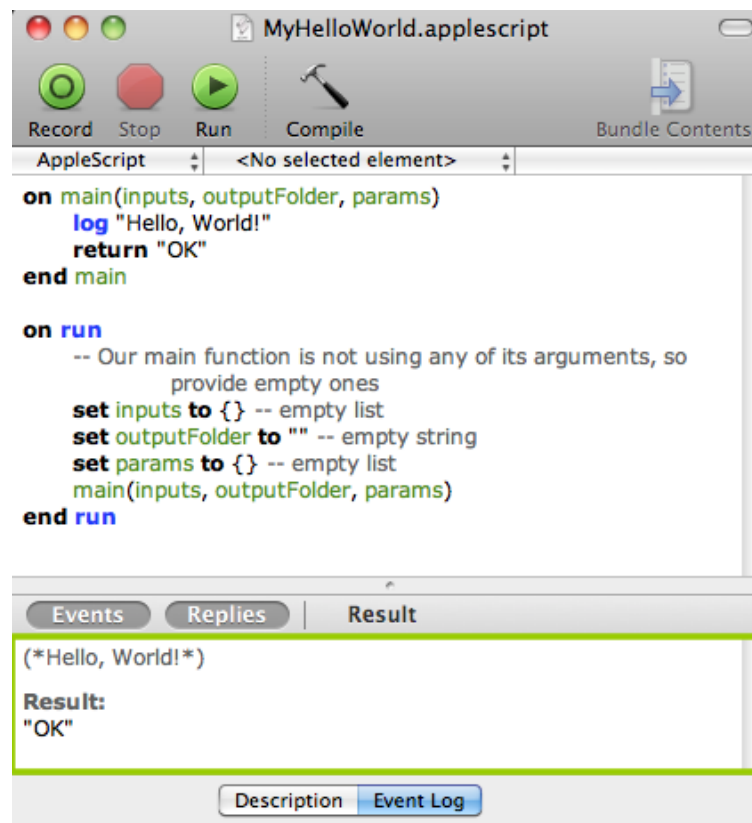 MyHelloWorld.applescript
Record Stop Run Compile Bundle Contents
AppleScript <No selected element>
on main(inputs, outputFolder, params)
log "Hello, World!"
return "OK"
end main
on run
-- Our main function is not using any of its arguments, so
provide empty ones
set inputs to {} -- empty list
set outputFolder to "" -- empty string
set params to {} -- empty list
main(inputs, outputFolder, params)
end run
Events Replies Result
(*Hello, World!*)
Result:
"OK"
Description Event Log